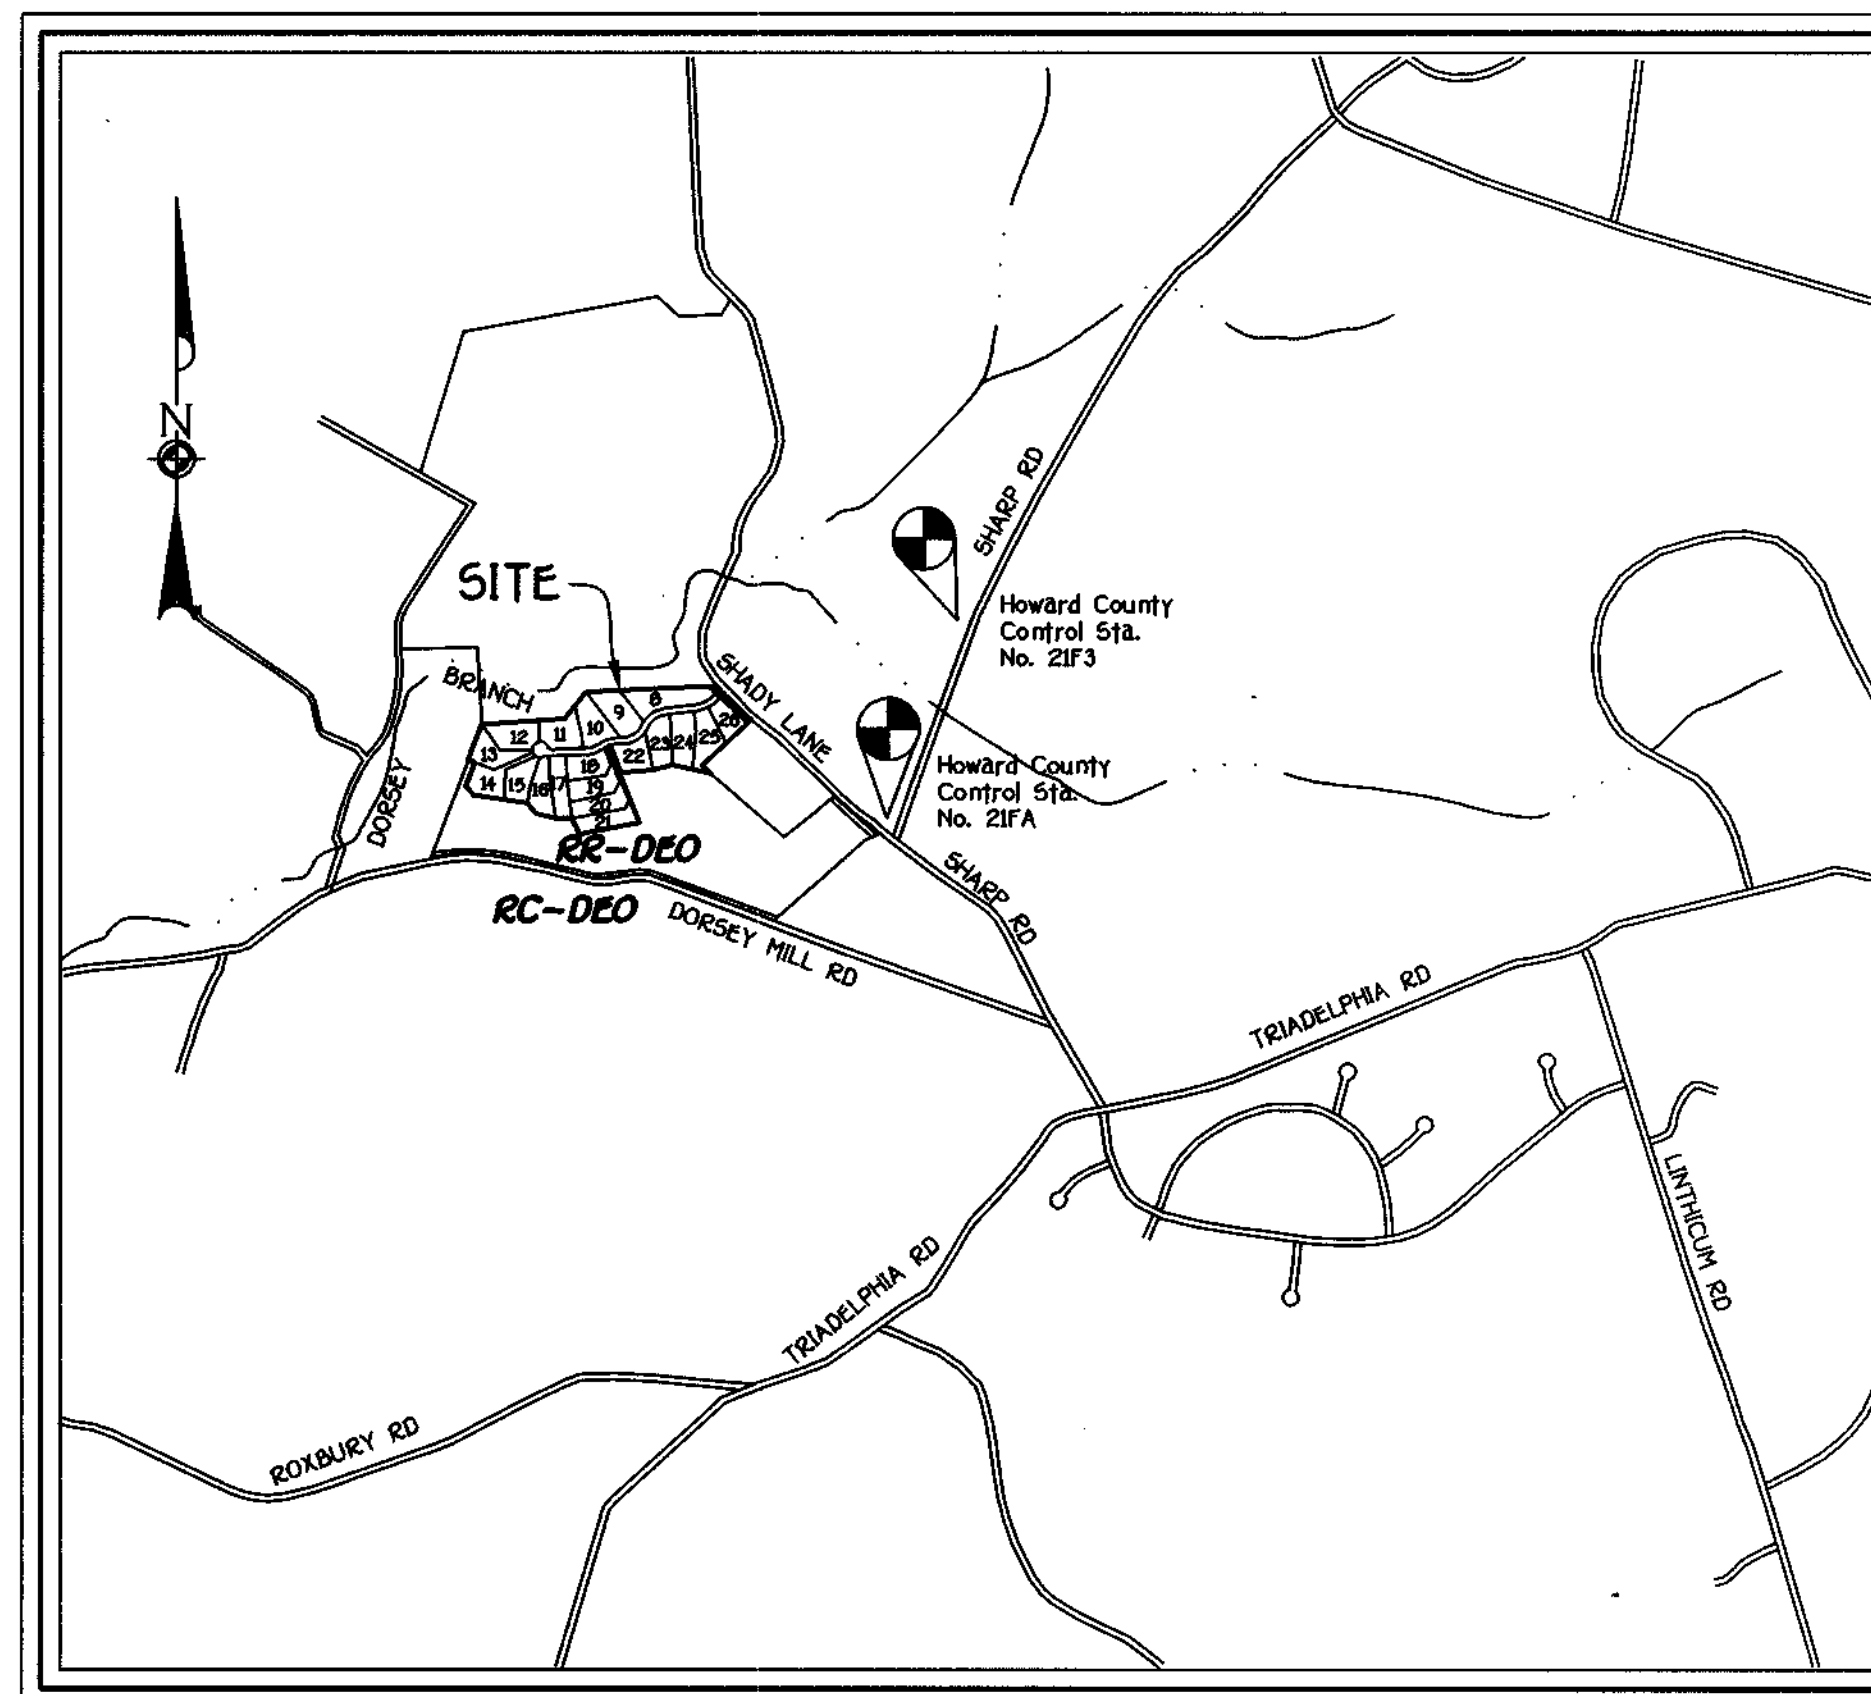 N
SITE
SHARP RD
Howard County
Control Sta.
No. 21F3
BRANCH
SHADY LANE
8
9
10
11
12
13
14
15
16
17
18
19
20
21
22
23
24
25
26
Howard County
Control Sta.
No. 21FA
DORSEY
RR-DEO
RC-DEO
DORSEY MILL RD
SHARP RD
TRIADELPHIA RD
LINTHICUM RD
TRIADELPHIA RD
ROXBURY RD